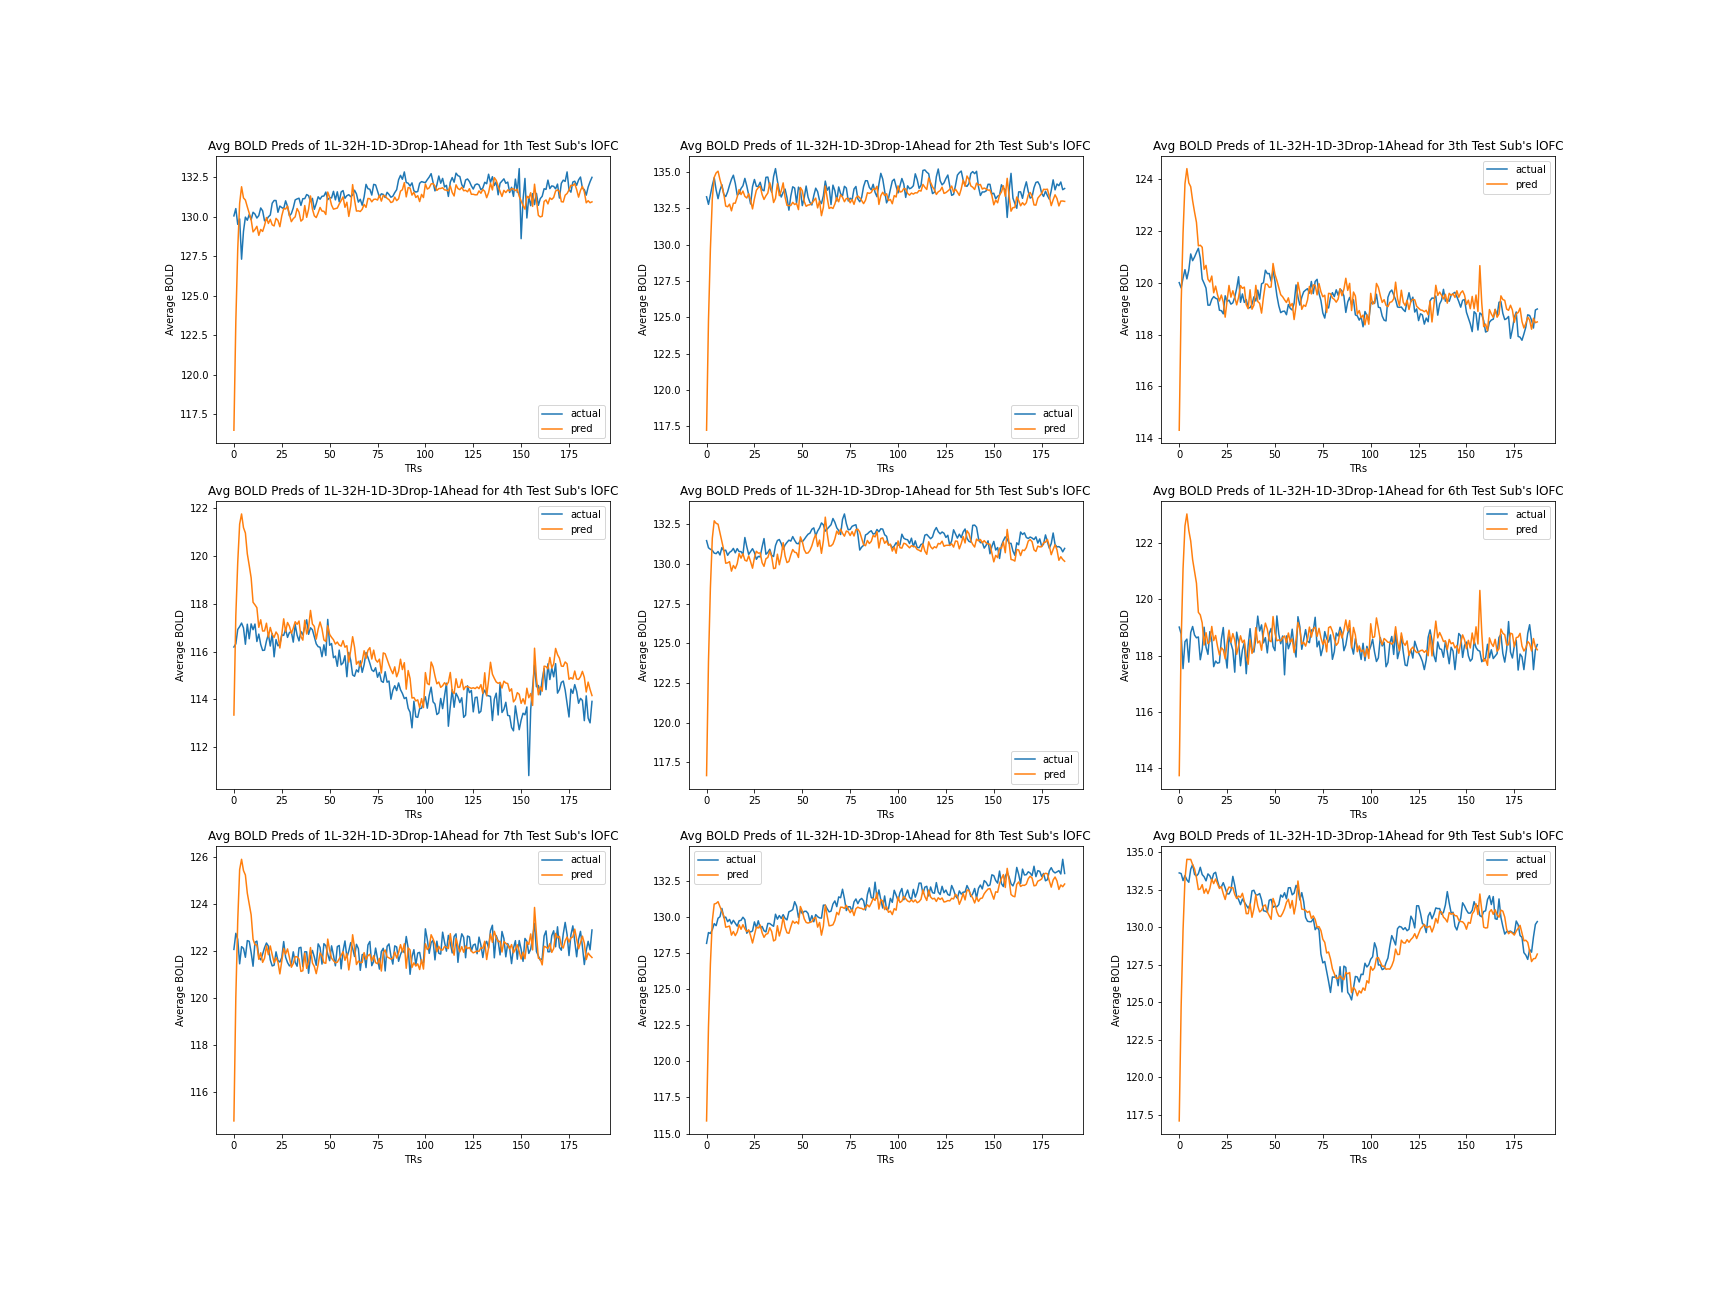 Avg BOLD Preds of 1L-32H-1D-3Drop-1Ahead for 1th Test Sub's lOFC
Average BOLD
132.5
130.0
127.5
125.0
122.5
120.0
117.5
actual
pred
0 25 50 75 100 125 150 175
TRs
Avg BOLD Preds of 1L-32H-1D-3Drop-1Ahead for 2th Test Sub's lOFC
Average BOLD
135.0
132.5
130.0
127.5
125.0
122.5
120.0
117.5
actual
pred
0 25 50 75 100 125 150 175
TRs
Avg BOLD Preds of 1L-32H-1D-3Drop-1Ahead for 3th Test Sub's lOFC
Average BOLD
124
122
120
118
116
114
actual
pred
0 25 50 75 100 125 150 175
TRs
Avg BOLD Preds of 1L-32H-1D-3Drop-1Ahead for 4th Test Sub's lOFC
Average BOLD
122
120
118
116
114
112
actual
pred
0 25 50 75 100 125 150 175
TRs
Avg BOLD Preds of 1L-32H-1D-3Drop-1Ahead for 5th Test Sub's lOFC
Average BOLD
132.5
130.0
127.5
125.0
122.5
120.0
117.5
actual
pred
0 25 50 75 100 125 150 175
TRs
Avg BOLD Preds of 1L-32H-1D-3Drop-1Ahead for 6th Test Sub's lOFC
Average BOLD
122
120
118
116
114
actual
pred
0 25 50 75 100 125 150 175
TRs
Avg BOLD Preds of 1L-32H-1D-3Drop-1Ahead for 7th Test Sub's lOFC
Average BOLD
126
124
122
120
118
116
actual
pred
0 25 50 75 100 125 150 175
TRs
Avg BOLD Preds of 1L-32H-1D-3Drop-1Ahead for 8th Test Sub's lOFC
Average BOLD
132.5
130.0
127.5
125.0
122.5
120.0
117.5
115.0
actual
pred
0 25 50 75 100 125 150 175
TRs
Avg BOLD Preds of 1L-32H-1D-3Drop-1Ahead for 9th Test Sub's lOFC
Average BOLD
135.0
132.5
130.0
127.5
125.0
122.5
120.0
117.5
actual
pred
0 25 50 75 100 125 150 175
TRs